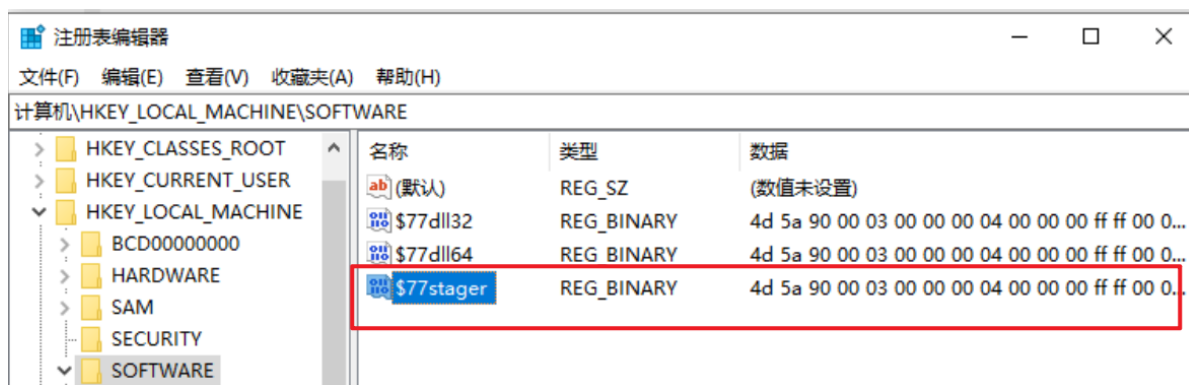 注册表编辑器
文件(F) 编辑(E) 查看(V) 收藏夹(A) 帮助(H)
计算机\HKEY_LOCAL_MACHINE\SOFTWARE
HKEY_CLASSES_ROOT
HKEY_CURRENT_USER
HKEY_LOCAL_MACHINE
BCD00000000
HARDWARE
SAM
SECURITY
SOFTWARE
名称 类型 数据
ab (默认) REG_SZ (数值未设置)
$77dll32 REG_BINARY 4d 5a 90 00 03 00 00 00 04 00 00 00 ff ff 00 0...
$77dll64 REG_BINARY 4d 5a 90 00 03 00 00 00 04 00 00 00 ff ff 00 0...
$77stager REG_BINARY 4d 5a 90 00 03 00 00 00 04 00 00 00 ff ff 00 0...